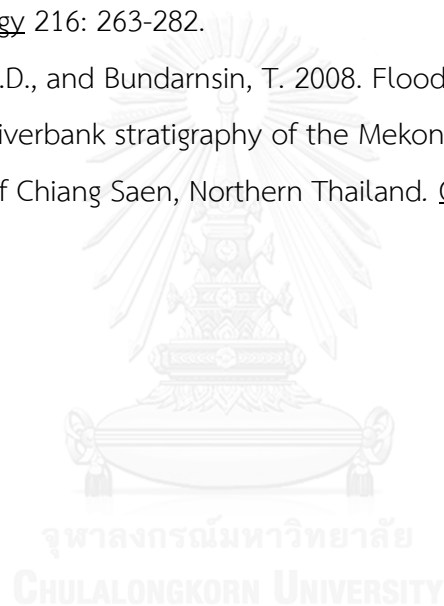 gy 216: 263-282.
.D., and Bundarnsin, T. 2008. Flood
iverbank stratigraphy of the Mekon
f Chiang Saen, Northern Thailand.
จุฬาลงกรณ์มหาวิทยาลัย
CHULALONGKORN UNIVERSITY